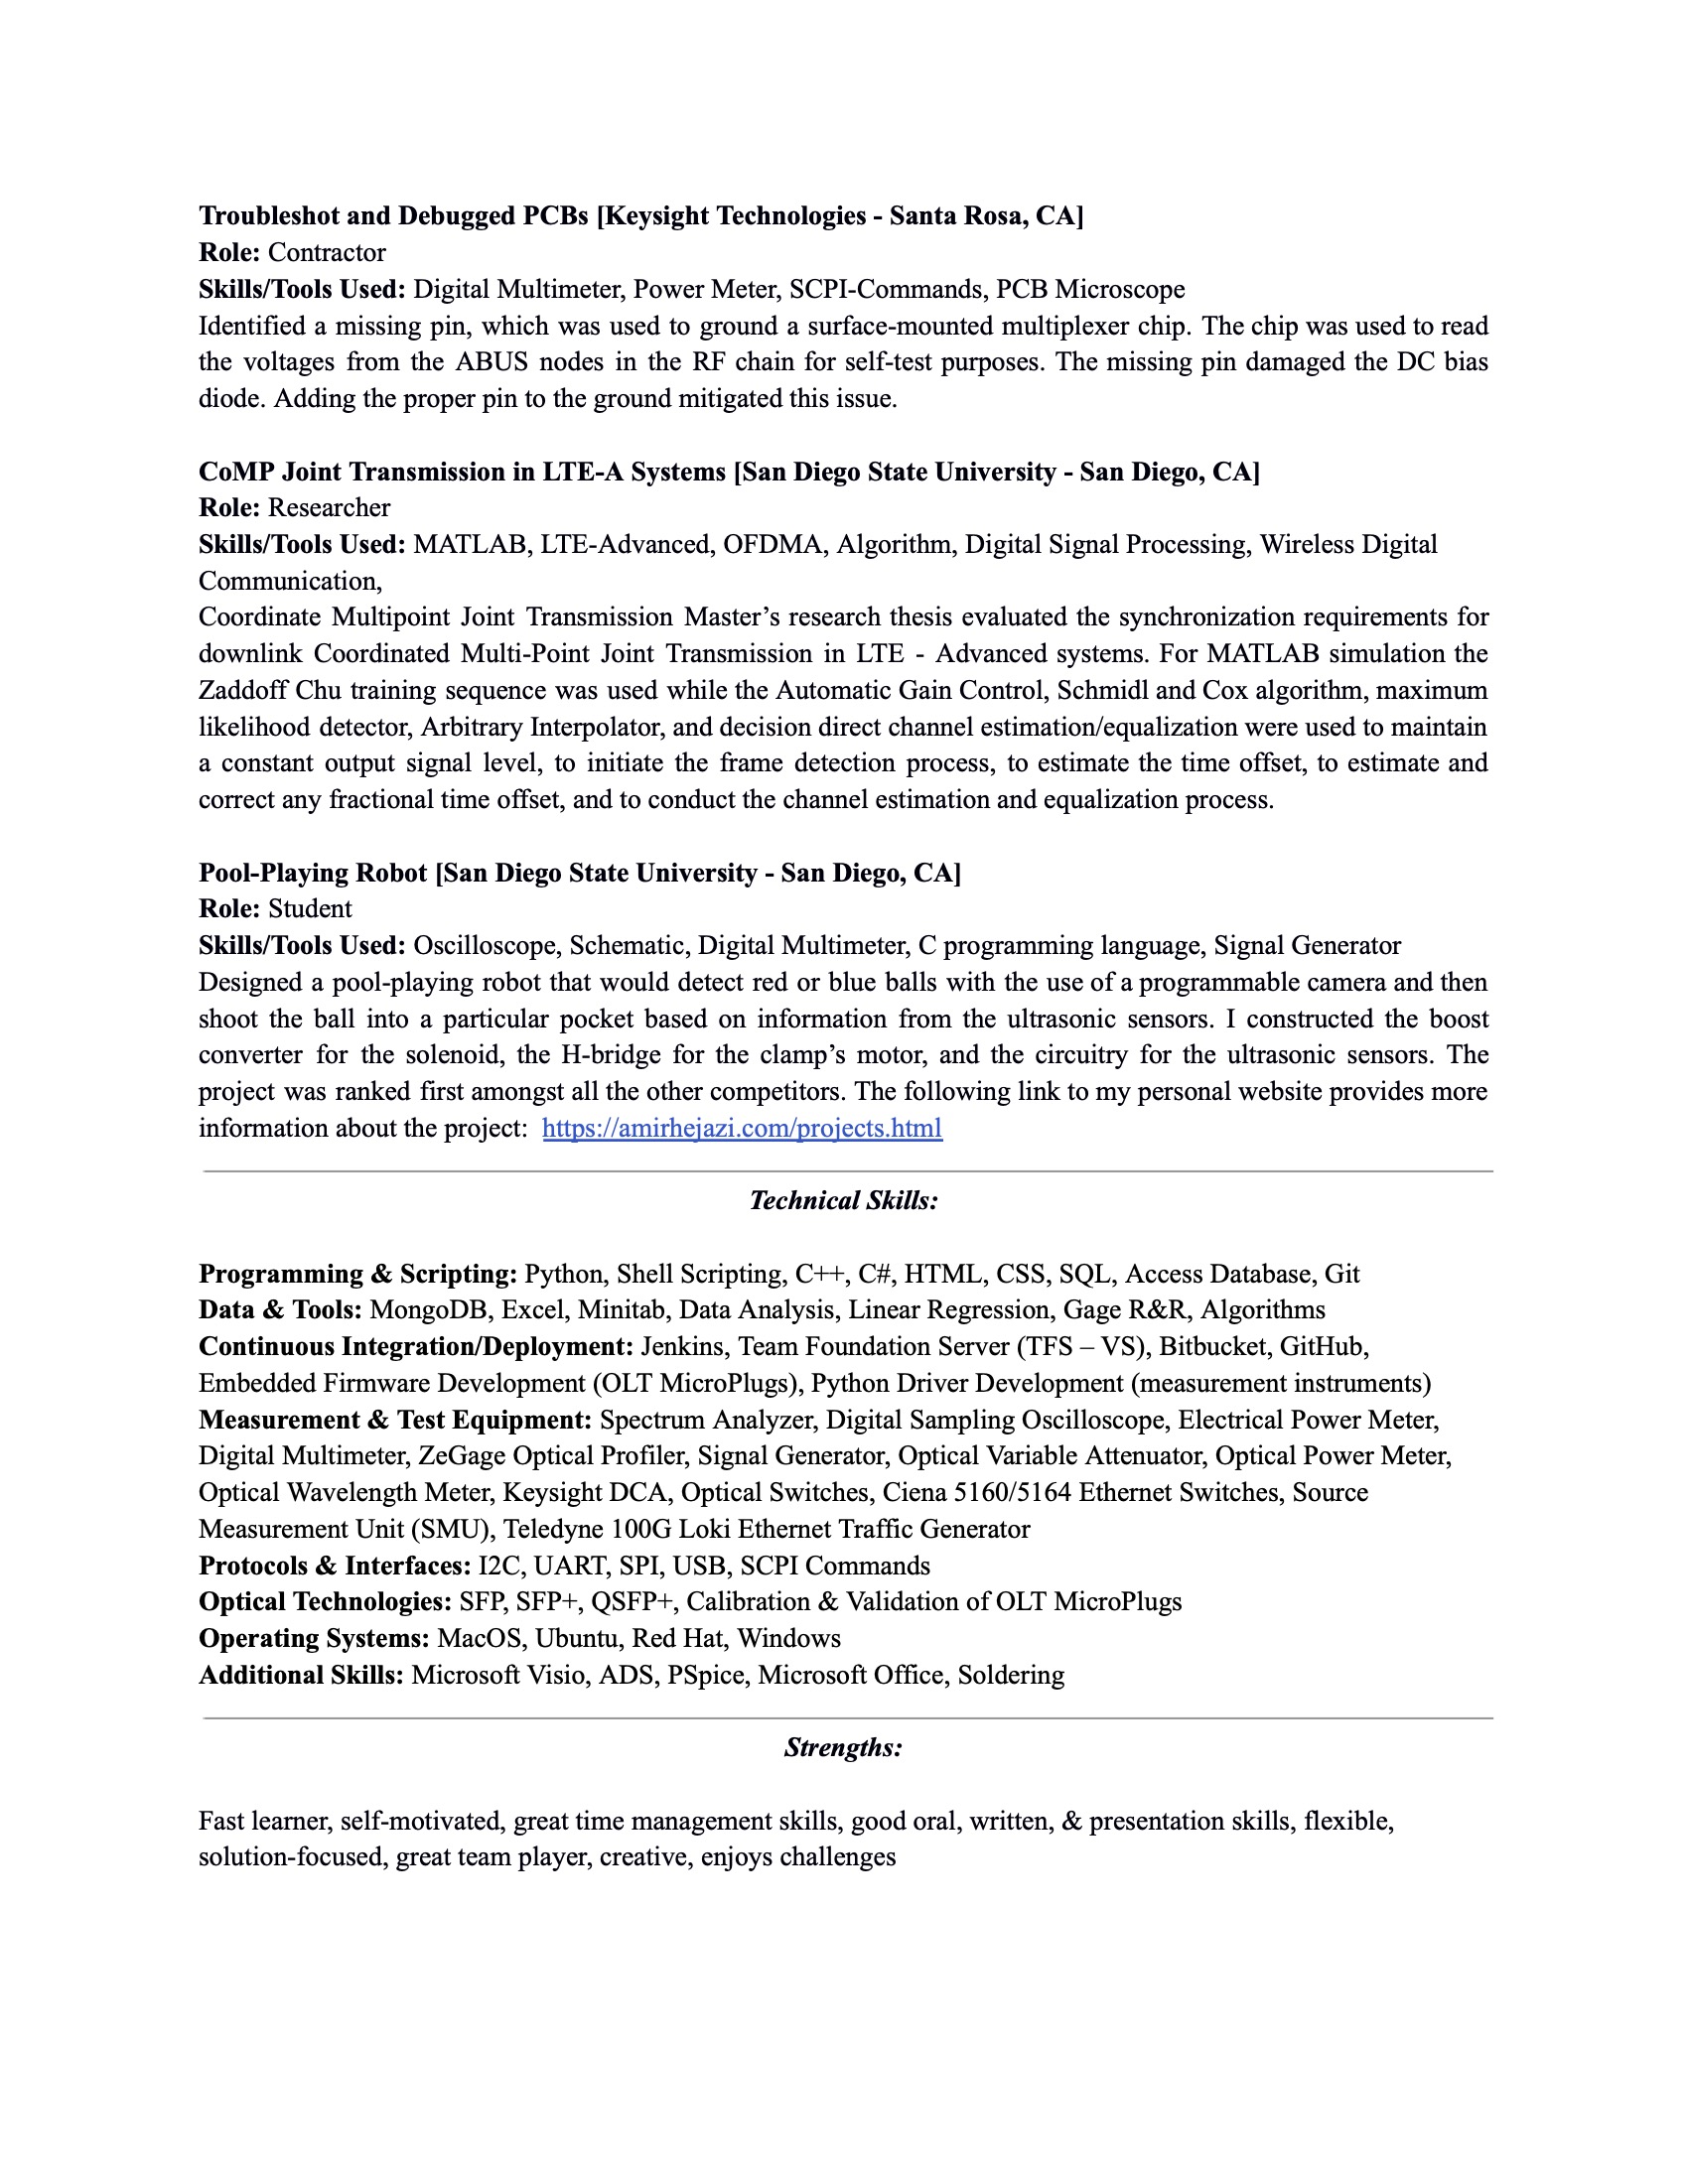 Troubleshot and Debugged PCBs [Keysight Technologies - Santa Rosa, CA]
Role: Contractor
Skills/Tools Used: Digital Multimeter, Power Meter, SCPI-Commands, PCB Microscope
Identified a missing pin, which was used to ground a surface-mounted multiplexer chip. The chip was used to read
the voltages from the ABUS nodes in the RF chain for self-test purposes. The missing pin damaged the DC bias
diode. Adding the proper pin to the ground mitigated this issue.
CoMP Joint Transmission in LTE-A Systems [San Diego State University - San Diego, CA]
Role: Researcher
Skills/Tools Used: MATLAB, LTE-Advanced, OFDMA, Algorithm, Digital Signal Processing, Wireless Digital
Communication,
Coordinate Multipoint Joint Transmission Master’s research thesis evaluated the synchronization requirements for
downlink Coordinated Multi-Point Joint Transmission in LTE - Advanced systems. For MATLAB simulation the
Zaddoff Chu training sequence was used while the Automatic Gain Control, Schmidl and Cox algorithm, maximum
likelihood detector, Arbitrary Interpolator, and decision direct channel estimation/equalization were used to maintain
a constant output signal level, to initiate the frame detection process, to estimate the time offset, to estimate and
correct any fractional time offset, and to conduct the channel estimation and equalization process.
Pool-Playing Robot [San Diego State University - San Diego, CA]
Role: Student
Skills/Tools Used: Oscilloscope, Schematic, Digital Multimeter, C programming language, Signal Generator
Designed a pool-playing robot that would detect red or blue balls with the use of a programmable camera and then
shoot the ball into a particular pocket based on information from the ultrasonic sensors. I constructed the boost
converter for the solenoid, the H-bridge for the clamp’s motor, and the circuitry for the ultrasonic sensors. The
project was ranked first amongst all the other competitors. The following link to my personal website provides more
information about the project:  https://amirhejazi.com/projects.html
Technical Skills:
Programming & Scripting: Python, Shell Scripting, C++, C#, HTML, CSS, SQL, Access Database, Git
Data & Tools: MongoDB, Excel, Minitab, Data Analysis, Linear Regression, Gage R&R, Algorithms
Continuous Integration/Deployment: Jenkins, Team Foundation Server (TFS – VS), Bitbucket, GitHub,
Embedded Firmware Development (OLT MicroPlugs), Python Driver Development (measurement instruments)
Measurement & Test Equipment: Spectrum Analyzer, Digital Sampling Oscilloscope, Electrical Power Meter,
Digital Multimeter, ZeGage Optical Profiler, Signal Generator, Optical Variable Attenuator, Optical Power Meter,
Optical Wavelength Meter, Keysight DCA, Optical Switches, Ciena 5160/5164 Ethernet Switches, Source
Measurement Unit (SMU), Teledyne 100G Loki Ethernet Traffic Generator
Protocols & Interfaces: I2C, UART, SPI, USB, SCPI Commands
Optical Technologies: SFP, SFP+, QSFP+, Calibration & Validation of OLT MicroPlugs
Operating Systems: MacOS, Ubuntu, Red Hat, Windows
Additional Skills: Microsoft Visio, ADS, PSpice, Microsoft Office, Soldering
Strengths:
Fast learner, self-motivated, great time management skills, good oral, written, & presentation skills, flexible,
solution-focused, great team player, creative, enjoys challenges